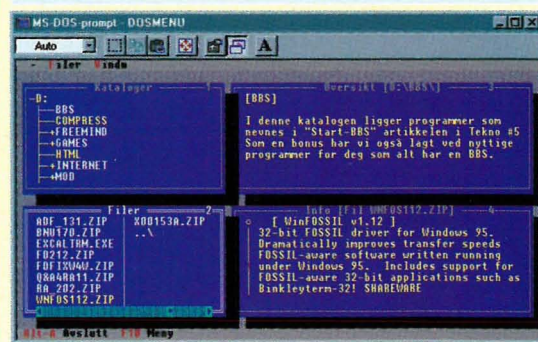 MS-DOS-prompt - DOSMENU
Auto
A
- Filer Vindu
Kataloger 1
-D:
BBS
COMPRESS
+FREEMIND
+GAMES
HTML
+INTERNET
+MOD
Oversikt [D:\BBS\] 3
[BBS]
I denne katalogen ligger programmer som
nevnes i "Start-BBS" artikkelen i Tekno #5
Som en bonus har vi også lagt ved nyttige
programmer for deg som alt har en BBS.
Filer 2
ADF_131.ZIP X00153A.ZIP
BNU170.ZIP ..\
EXCALTRM.EXE
FD212.ZIP
FDFIXW4W.ZIP
Q&A4RA11.ZIP
RA_202.ZIP
WNFOS112.ZIP
Info [Fil WNFOS112.ZIP] 4
[ WinFOSSIL v1.12 ]
32-bit FOSSIL driver for Windows 95.
Dramatically improves transfer speeds
FOSSIL-aware software written running
under Windows 95. Includes support for
FOSSIL-aware 32-bit applications such as
Binkleyterm-32! SHAREWARE
Alt-A Avslutt F10 Meny